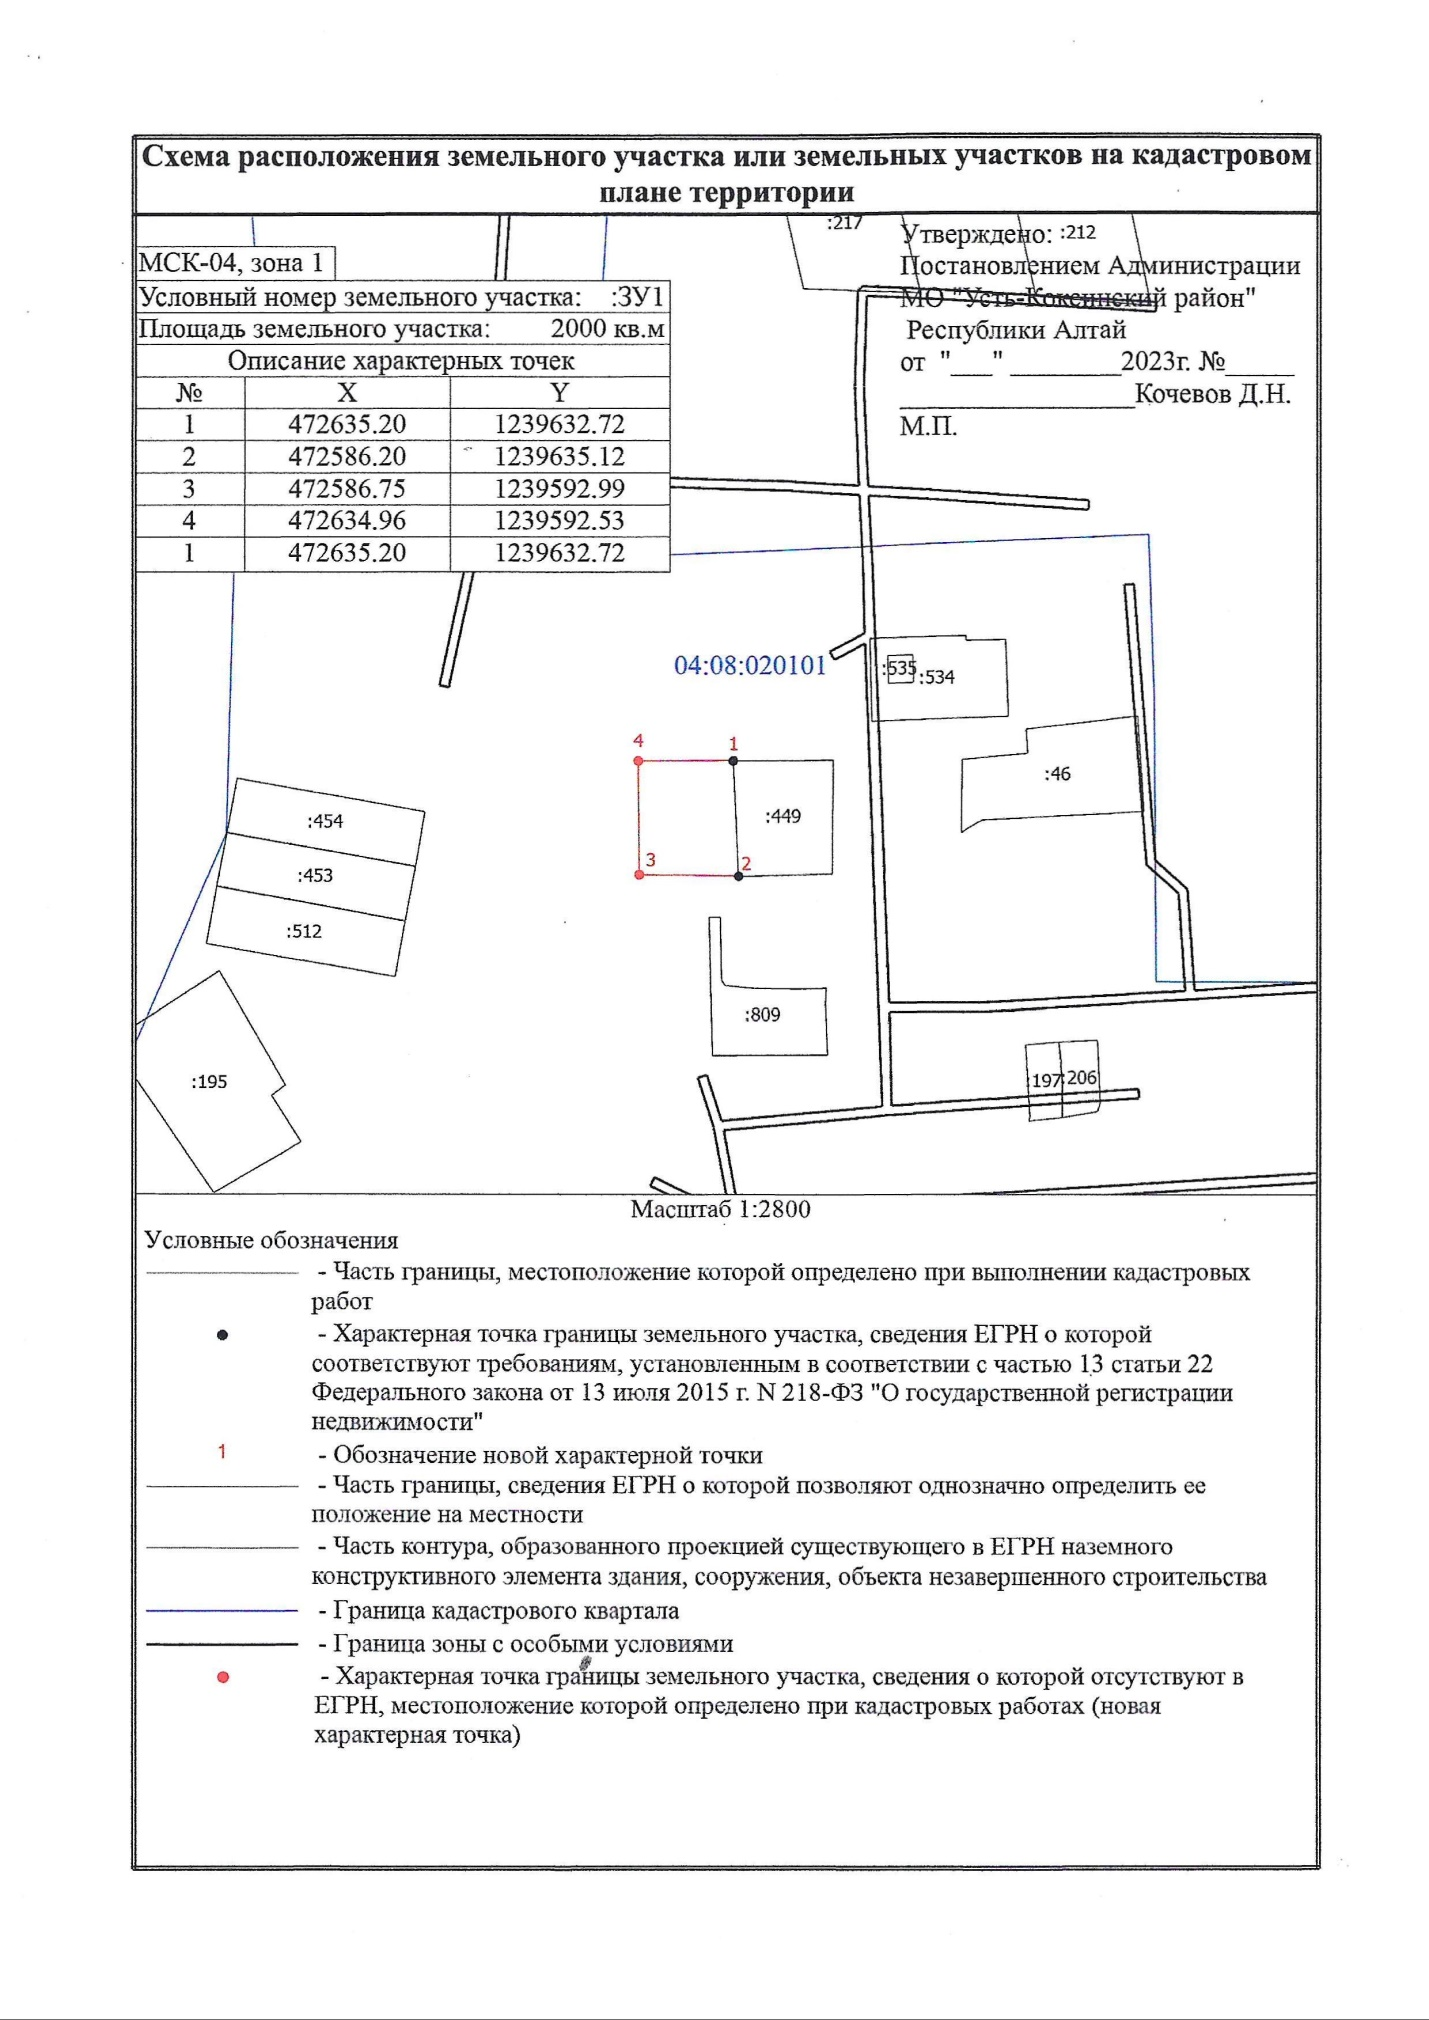 Схема расположения земельного участка или земельных участков на кадастровом
плане территории
:217
Утверждено: :212
Постановлением Администрации
МО "Усть-Коксинский район"
Республики Алтай
от "___" ________2023г. №_____
_________________Кочевов Д.Н.
М.П.
МСК-04, зона 1
Условный номер земельного участка: :ЗУ1
Площадь земельного участка: 2000 кв.м
Описание характерных точек
№ X Y
1 472635.20 1239632.72
2 472586.20 1239635.12
3 472586.75 1239592.99
4 472634.96 1239592.53
1 472635.20 1239632.72
04:08:020101
:535 :534
4 1
:46
:454
:449
3 2
:453
:512
:809
:195
197 :206
Масштаб 1:2800
Условные обозначения
- Часть границы, местоположение которой определено при выполнении кадастровых
работ
- Характерная точка границы земельного участка, сведения ЕГРН о которой
соответствуют требованиям, установленным в соответствии с частью 13 статьи 22
Федерального закона от 13 июля 2015 г. N 218-ФЗ "О государственной регистрации
недвижимости"
1 - Обозначение новой характерной точки
- Часть границы, сведения ЕГРН о которой позволяют однозначно определить ее
положение на местности
- Часть контура, образованного проекцией существующего в ЕГРН наземного
конструктивного элемента здания, сооружения, объекта незавершенного строительства
- Граница кадастрового квартала
- Граница зоны с особыми условиями
- Характерная точка границы земельного участка, сведения о которой отсутствуют в
ЕГРН, местоположение которой определено при кадастровых работах (новая
характерная точка)